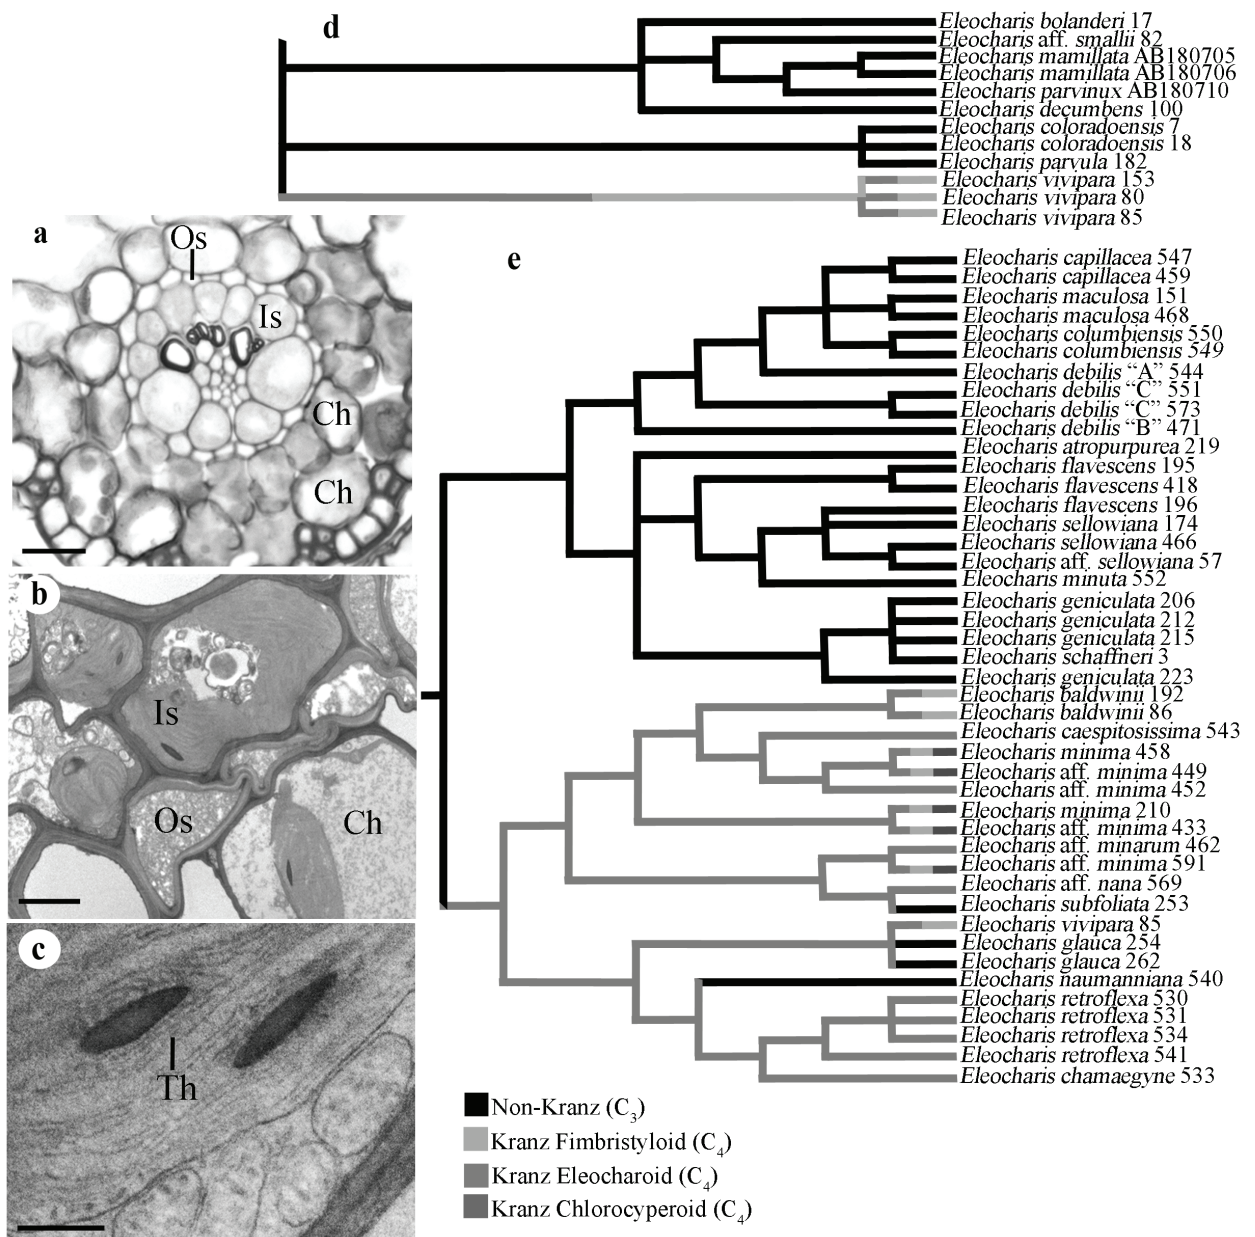 d
Eleocharis bolanderi 17
Eleocharis aff. smallii 82
Eleocharis mamillata AB180705
Eleocharis mamillata AB180706
Eleocharis parvinux AB180710
Eleocharis decumbens 100
Eleocharis coloradoensis 7
Eleocharis coloradoensis 18
Eleocharis parvula 182
Eleocharis vivipara 153
Eleocharis vivipara 80
Eleocharis vivipara 85
a
Os
Is
Ch
Ch
b
Is
Os
Ch
c
Th
e
Eleocharis capillacea 547
Eleocharis capillacea 459
Eleocharis maculosa 151
Eleocharis maculosa 468
Eleocharis columbiensis 550
Eleocharis columbiensis 549
Eleocharis debilis “A” 544
Eleocharis debilis “C” 551
Eleocharis debilis “C” 573
Eleocharis debilis “B” 471
Eleocharis atropurpurea 219
Eleocharis flavescens 195
Eleocharis flavescens 418
Eleocharis flavescens 196
Eleocharis sellowiana 174
Eleocharis sellowiana 466
Eleocharis aff. sellowiana 57
Eleocharis minuta 552
Eleocharis geniculata 206
Eleocharis geniculata 212
Eleocharis geniculata 215
Eleocharis schaffneri 3
Eleocharis geniculata 223
Eleocharis baldwinii 192
Eleocharis baldwinii 86
Eleocharis caespitosissima 543
Eleocharis minima 458
Eleocharis aff. minima 449
Eleocharis aff. minima 452
Eleocharis minima 210
Eleocharis aff. minima 433
Eleocharis aff. minarum 462
Eleocharis aff. minima 591
Eleocharis aff. nana 569
Eleocharis subfoliata 253
Eleocharis vivipara 85
Eleocharis glauca 254
Eleocharis glauca 262
Eleocharis naumanniana 540
Eleocharis retroflexa 530
Eleocharis retroflexa 531
Eleocharis retroflexa 534
Eleocharis retroflexa 541
Eleocharis chamaegyne 533
Non-Kranz (C3)
Kranz Fimbristyloid (C4)
Kranz Eleocharoid (C4)
Kranz Chlorocyperoid (C4)